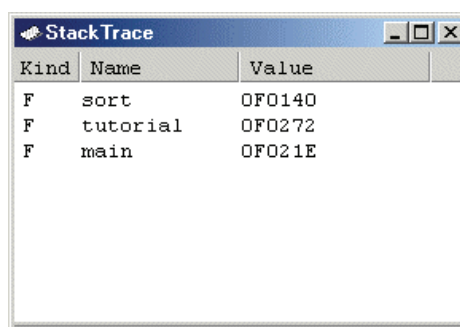 StackTrace
Kind Name Value
F sort 0F0140
F tutorial 0F0272
F main 0F021E